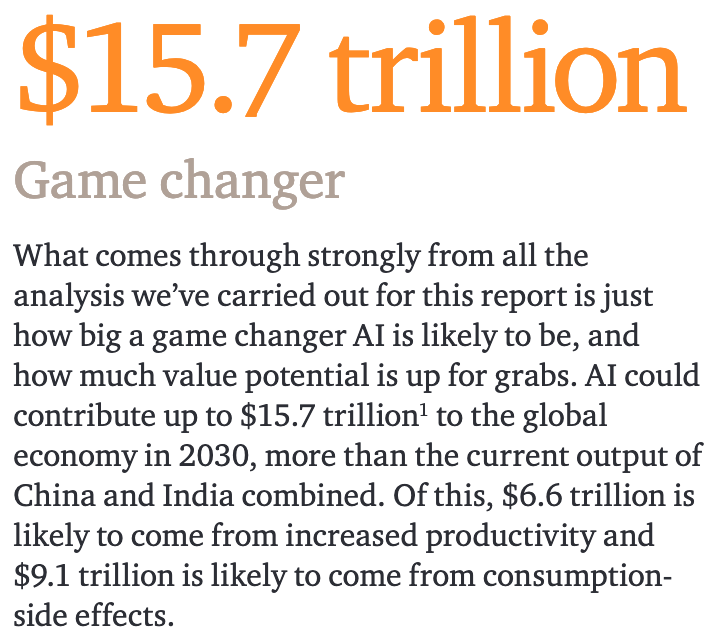 $15.7 trillion
Game changer
What comes through strongly from all the
analysis we’ve carried out for this report is just
how big a game changer AI is likely to be, and
how much value potential is up for grabs. AI could
contribute up to $15.7 trillion¹ to the global
economy in 2030, more than the current output of
China and India combined. Of this, $6.6 trillion is
likely to come from increased productivity and
$9.1 trillion is likely to come from consumption-
side effects.